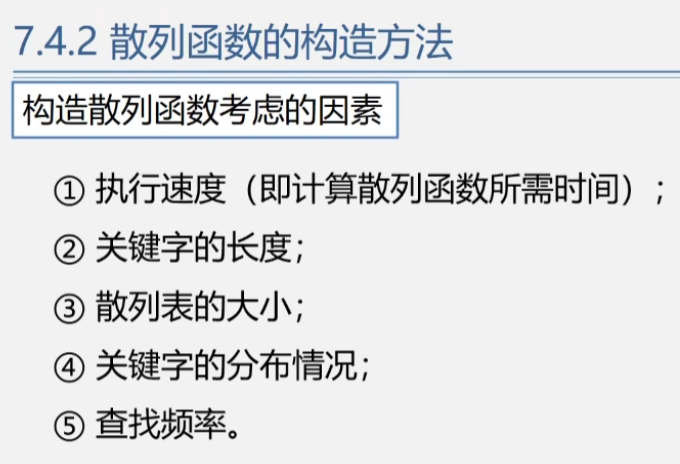 7.4.2 散列函数的构造方法
构造散列函数考虑的因素
① 执行速度（即计算散列函数所需时间）；
② 关键字的长度；
③ 散列表的大小；
④ 关键字的分布情况；
⑤ 查找频率。